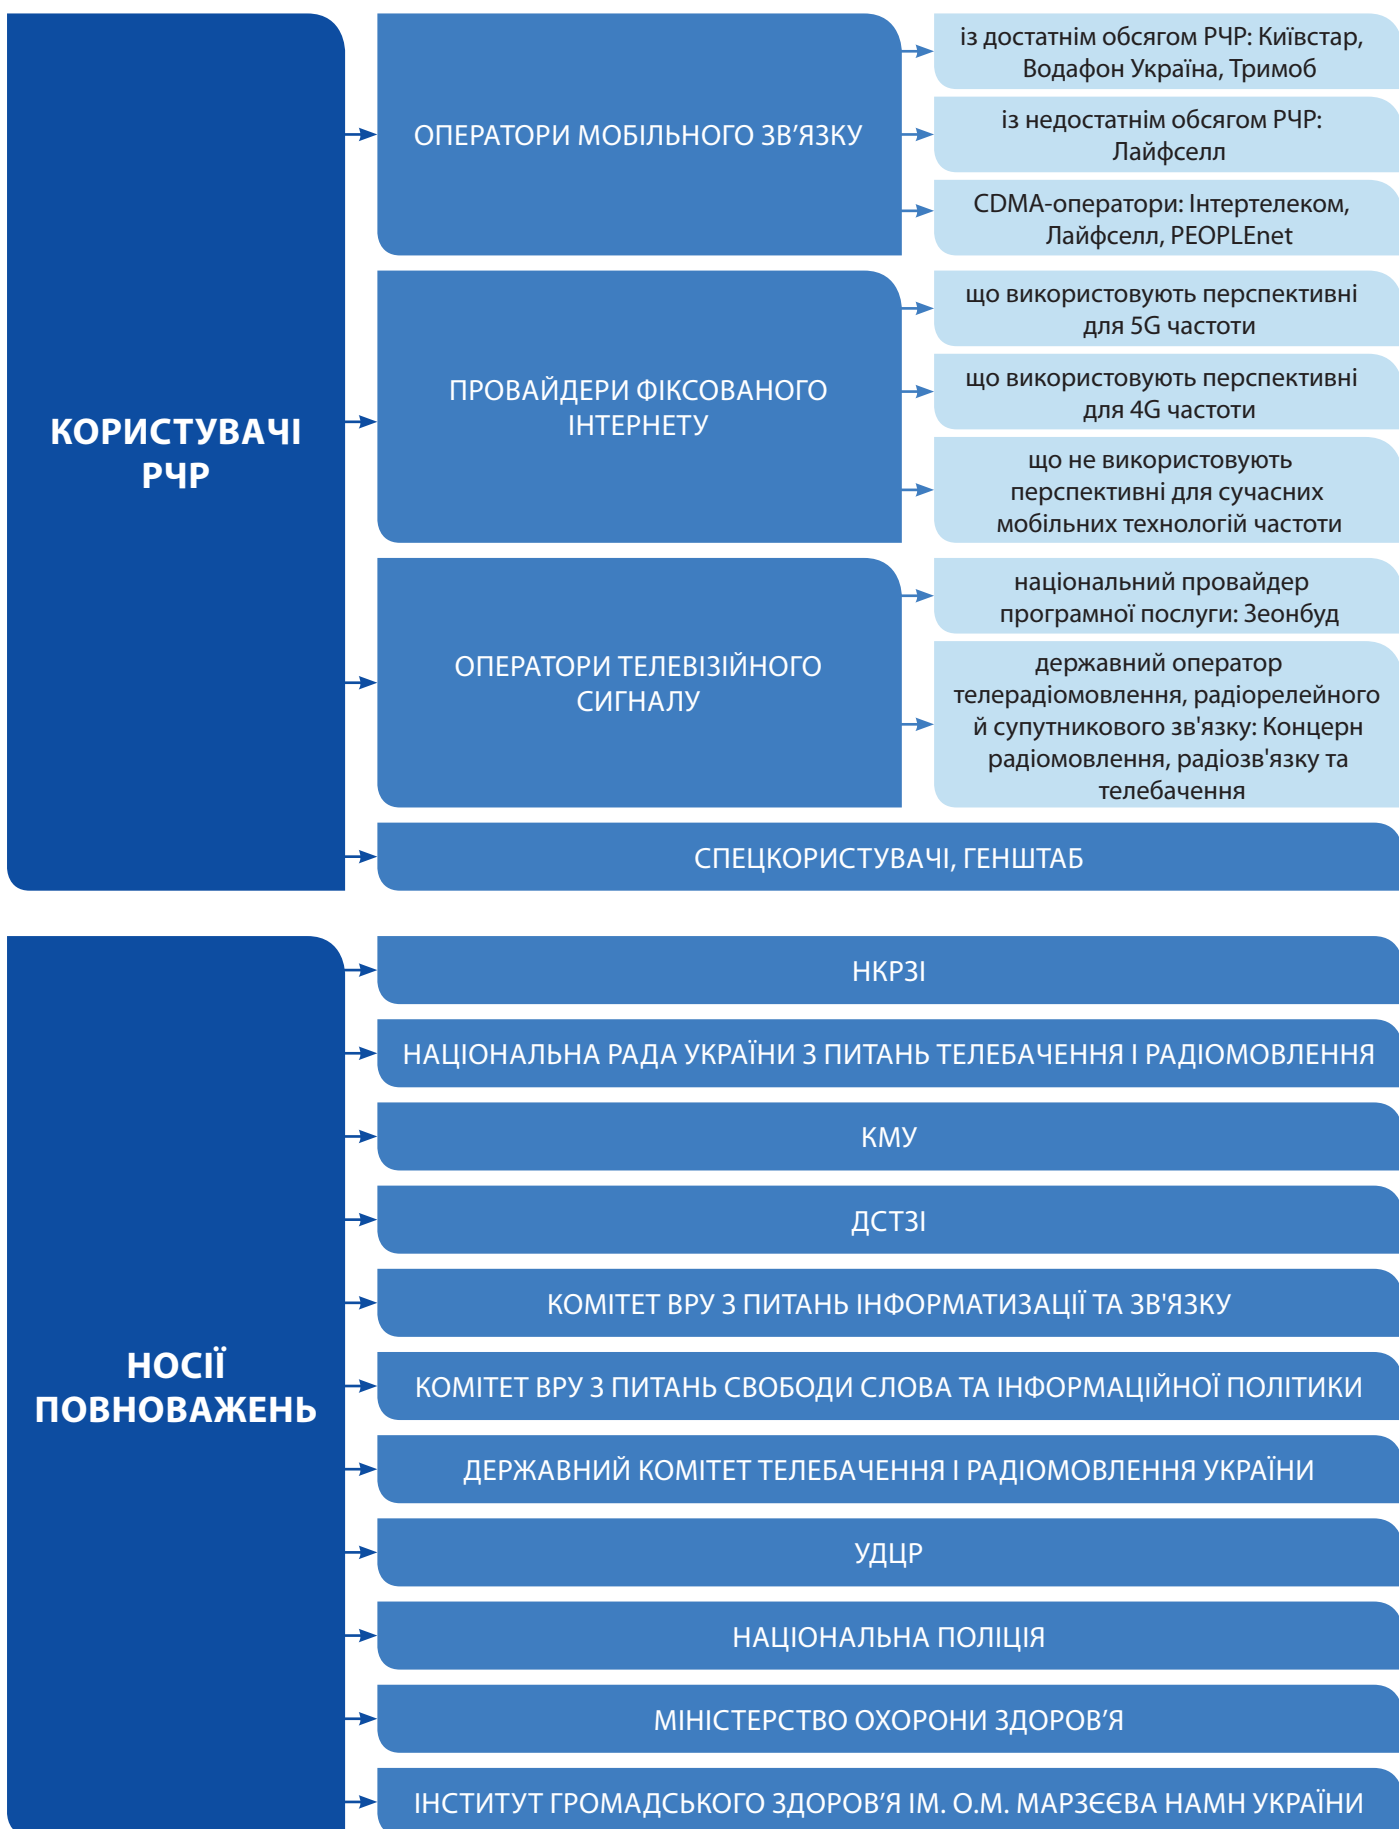 КОРИСТУВАЧІ
РЧР
ОПЕРАТОРИ МОБІЛЬНОГО ЗВ’ЯЗКУ
із достатнім обсягом РЧР: Київстар,
Водафон Україна, Тримоб
із недостатнім обсягом РЧР:
Лайфселл
CDMA-оператори: Інтертелеком,
Лайфселл, PEOPLEnet
ПРОВАЙДЕРИ ФІКСОВАНОГО
ІНТЕРНЕТУ
що використовують перспективні
для 5G частоти
що використовують перспективні
для 4G частоти
що не використовують
перспективні для сучасних
мобільних технологій частоти
ОПЕРАТОРИ ТЕЛЕВІЗІЙНОГО
СИГНАЛУ
національний провайдер
програмної послуги: Зеонбуд
державний оператор
телерадіомовлення, радіорелейного
й супутникового зв'язку: Концерн
радіомовлення, радіозв'язку та
телебачення
СПЕЦКОРИСТУВАЧІ, ГЕНШТАБ
НОСІЇ
ПОВНОВАЖЕНЬ
НКРЗІ
НАЦІОНАЛЬНА РАДА УКРАЇНИ З ПИТАНЬ ТЕЛЕБАЧЕННЯ І РАДІОМОВЛЕННЯ
КМУ
ДСТЗІ
КОМІТЕТ ВРУ З ПИТАНЬ ІНФОРМАТИЗАЦІЇ ТА ЗВ'ЯЗКУ
КОМІТЕТ ВРУ З ПИТАНЬ СВОБОДИ СЛОВА ТА ІНФОРМАЦІЙНОЇ ПОЛІТИКИ
ДЕРЖАВНИЙ КОМІТЕТ ТЕЛЕБАЧЕННЯ І РАДІОМОВЛЕННЯ УКРАЇНИ
УДЦР
НАЦІОНАЛЬНА ПОЛІЦІЯ
МІНІСТЕРСТВО ОХОРОНИ ЗДОРОВ’Я
ІНСТИТУТ ГРОМАДСЬКОГО ЗДОРОВ’Я ІМ. О.М. МАРЗЄЄВА НАМН УКРАЇНИ